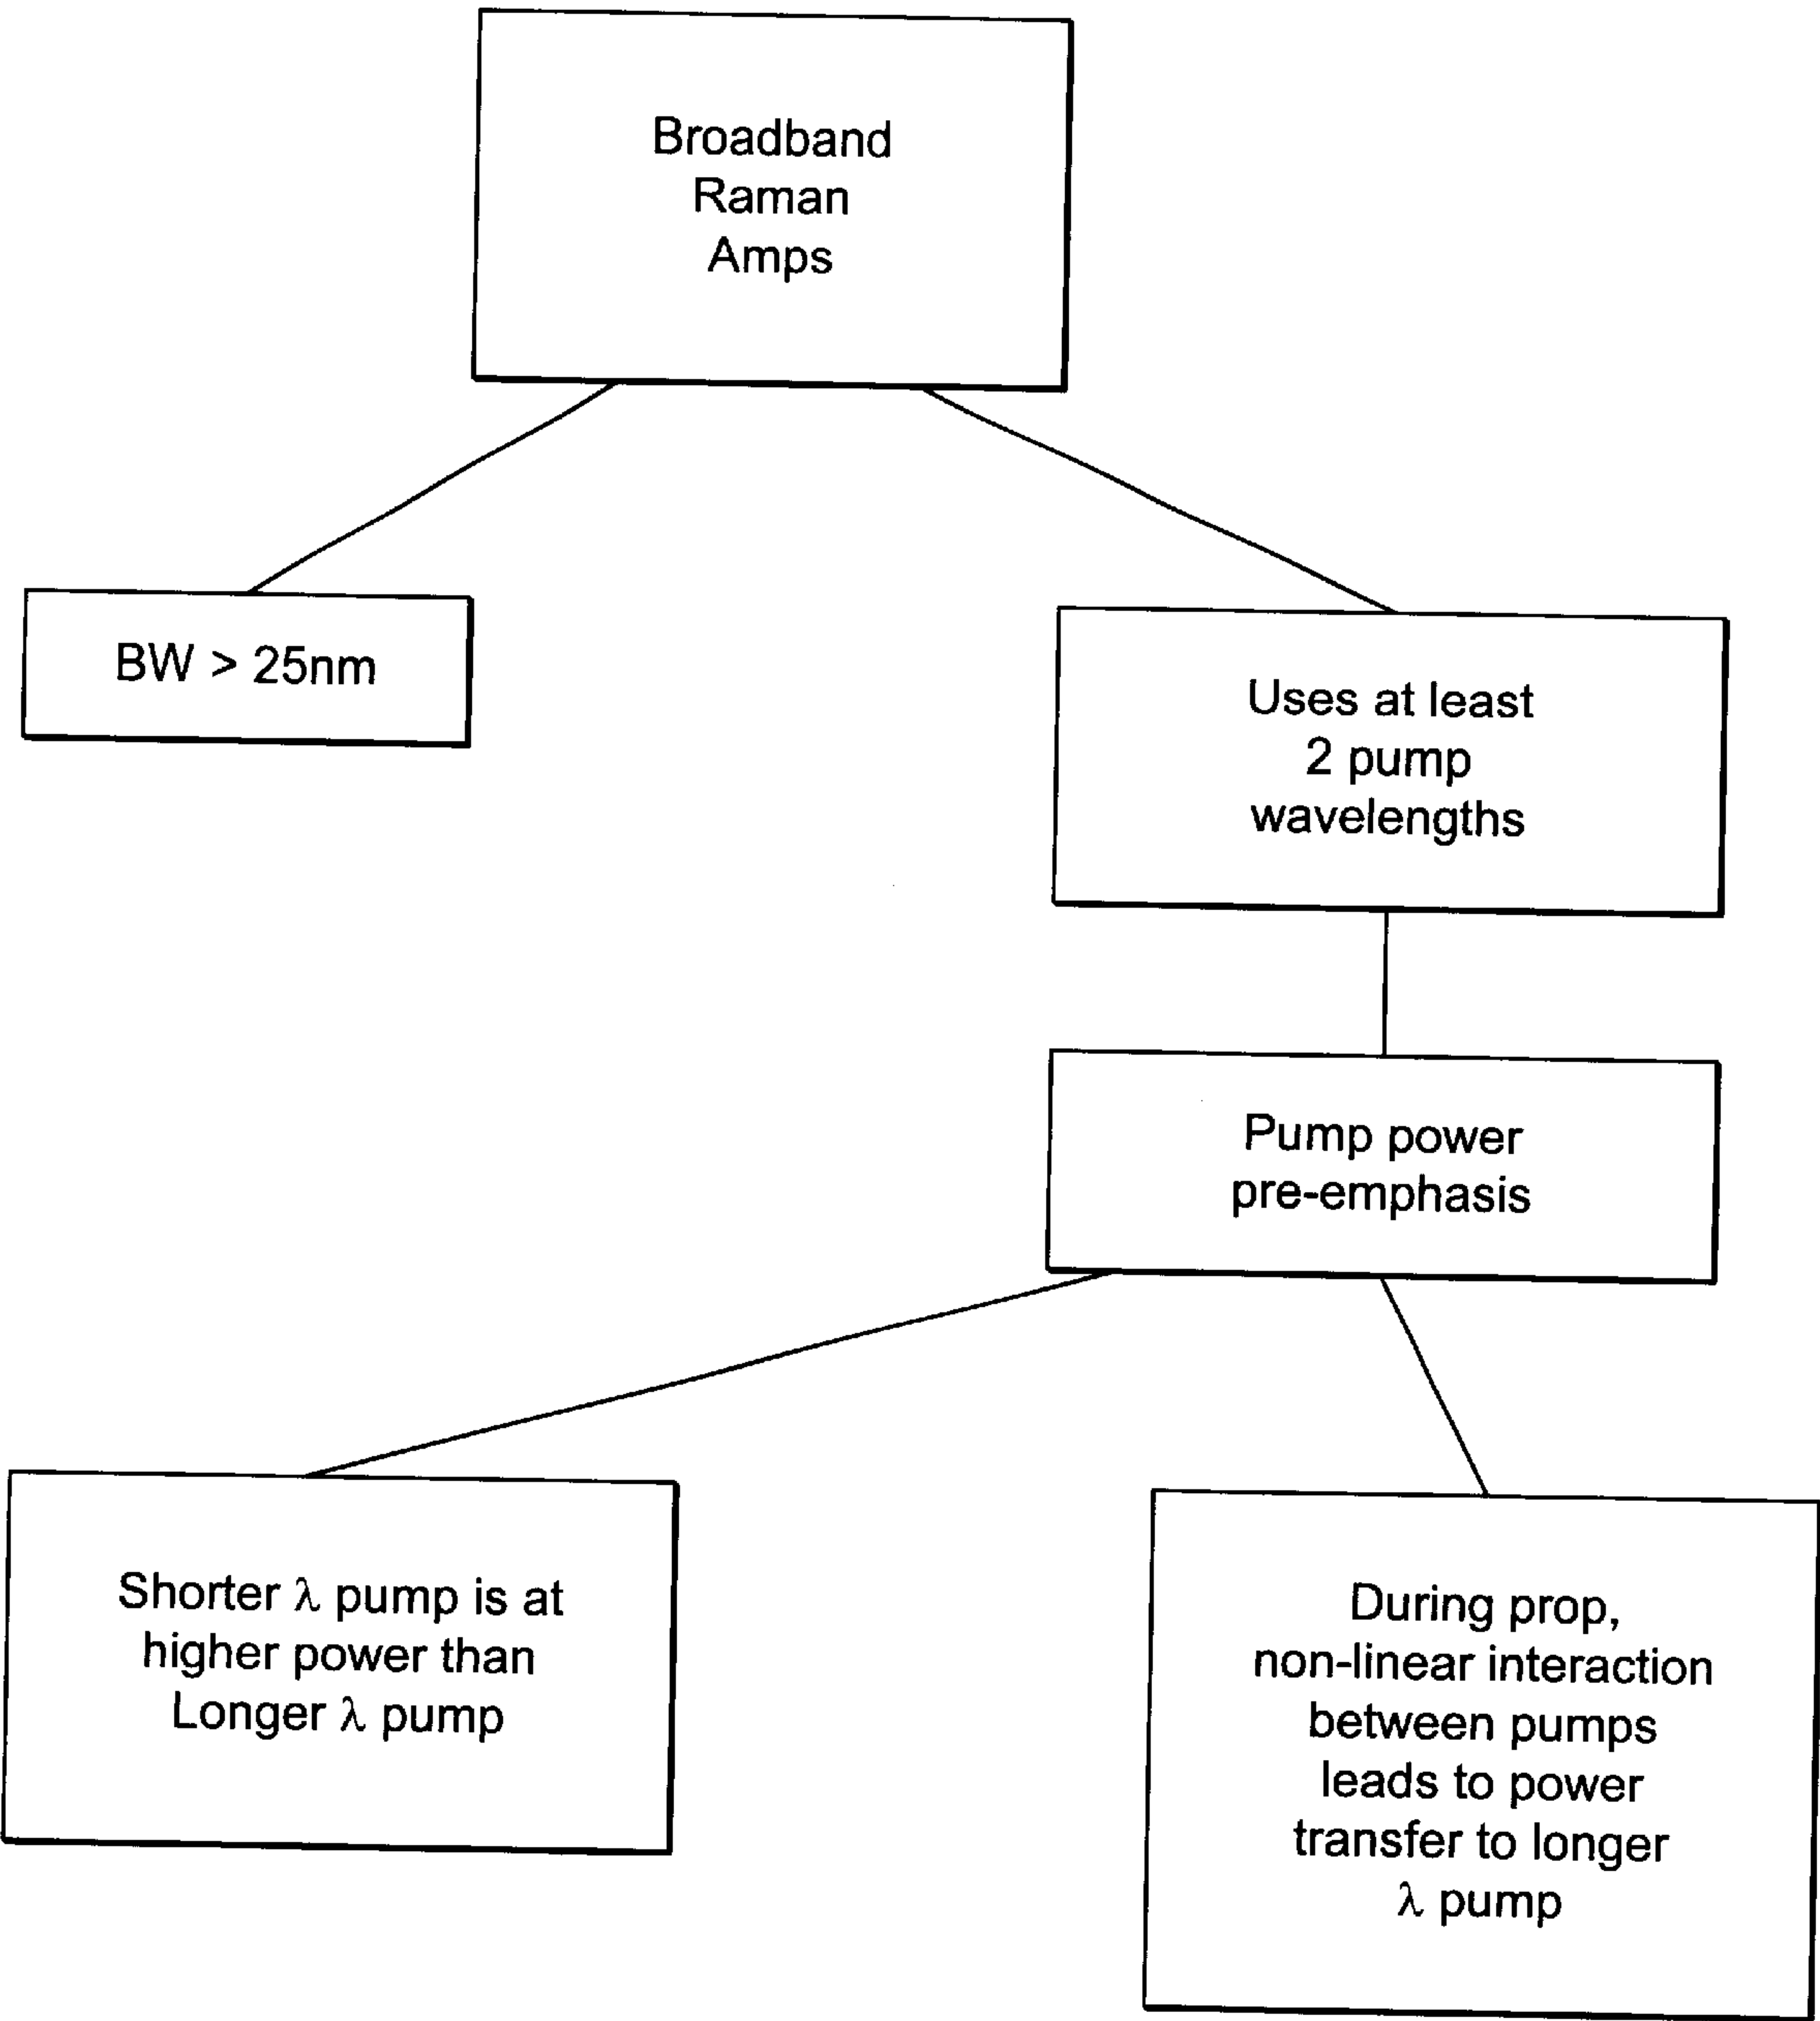 Broadband
Raman
Amps
BW > 25nm
Uses at least
2 pump
wavelengths
Pump power
pre-emphasis
Shorter λ pump is at
higher power than
Longer λ pump
During prop,
non-linear interaction
between pumps
leads to power
transfer to longer
λ pump